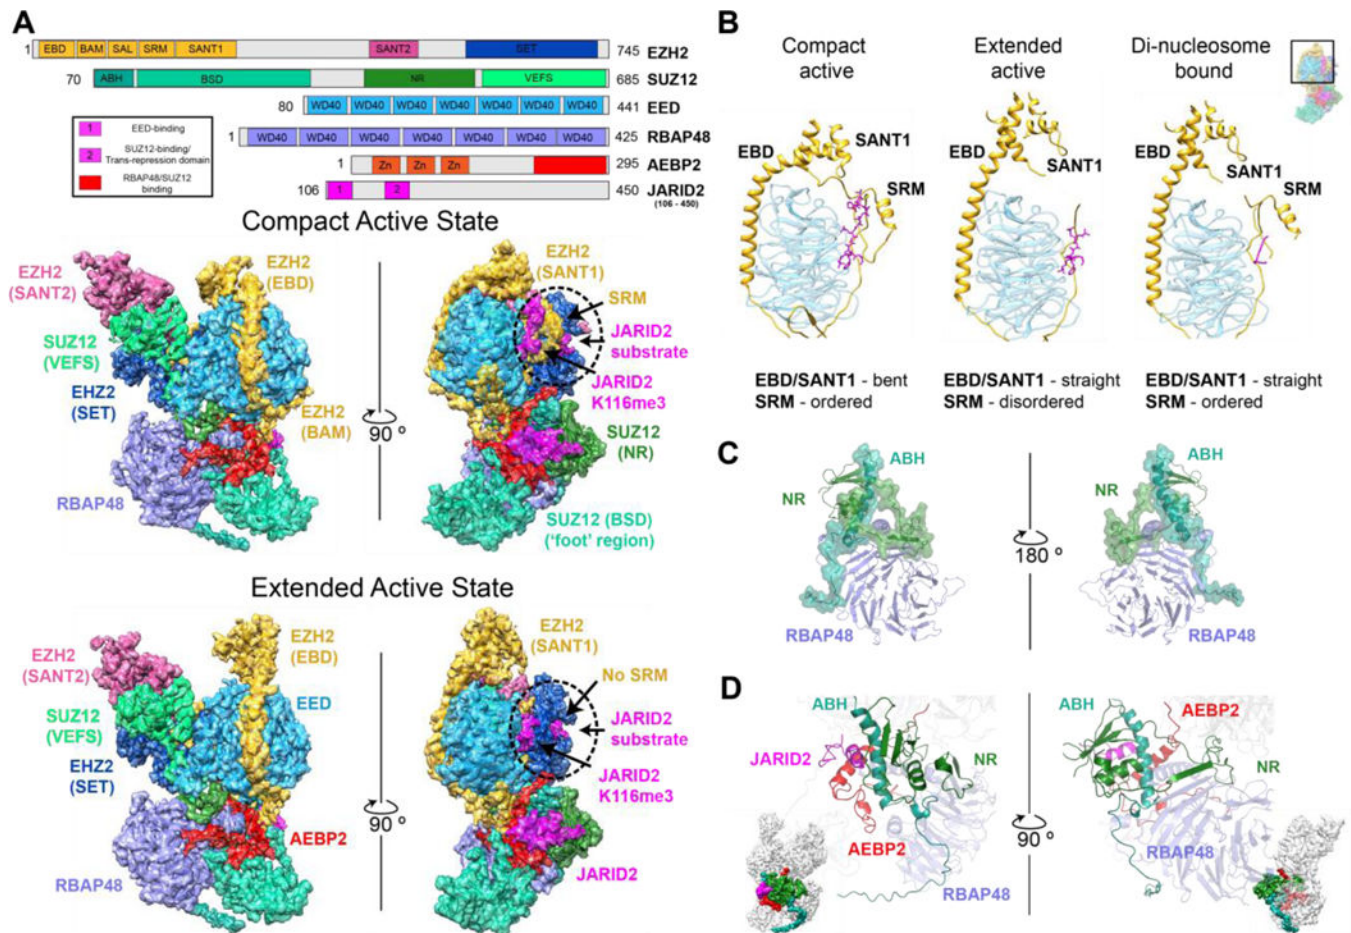 A
1 EBD BAM SAL SRM SANT1 SANT2 SET 745 EZH2
70 ABH BSD NR VEFS 685 SUZ12
80 WD40 WD40 WD40 WD40 WD40 WD40 WD40 441 EED
1 WD40 WD40 WD40 WD40 WD40 WD40 WD40 425 RBAP48
1 Zn Zn Zn 295 AEBP2
106 1 2 450 JARID2
(106 - 450)
1 EED-binding
2 SUZ12-binding/
Trans-repression domain
RBAP48/SUZ12
binding
Compact Active State
EZH2
(SANT2)
EZH2
(EBD)
SUZ12
(VEFS)
EHZ2
(SET)
EZH2
(BAM)
RBAP48
90 º
EZH2
(SANT1)
SRM
JARID2
substrate
JARID2
K116me3
SUZ12
(NR)
SUZ12 (BSD)
('foot' region)
Extended Active State
EZH2
(SANT2)
EZH2
(EBD)
SUZ12
(VEFS)
EED
EHZ2
(SET)
AEBP2
RBAP48
90 º
EZH2
(SANT1)
No SRM
JARID2
substrate
JARID2
K116me3
JARID2
B
Compact
active
Extended
active
Di-nucleosome
bound
EBD
SANT1
SRM
EBD
SANT1
EBD
SANT1
SRM
EBD/SANT1 - bent
SRM - ordered
EBD/SANT1 - straight
SRM - disordered
EBD/SANT1 - straight
SRM - ordered
C
ABH
NR
RBAP48
180 º
ABH
NR
RBAP48
D
ABH
JARID2
NR
AEBP2
RBAP48
90 º
ABH
AEBP2
NR
RBAP48